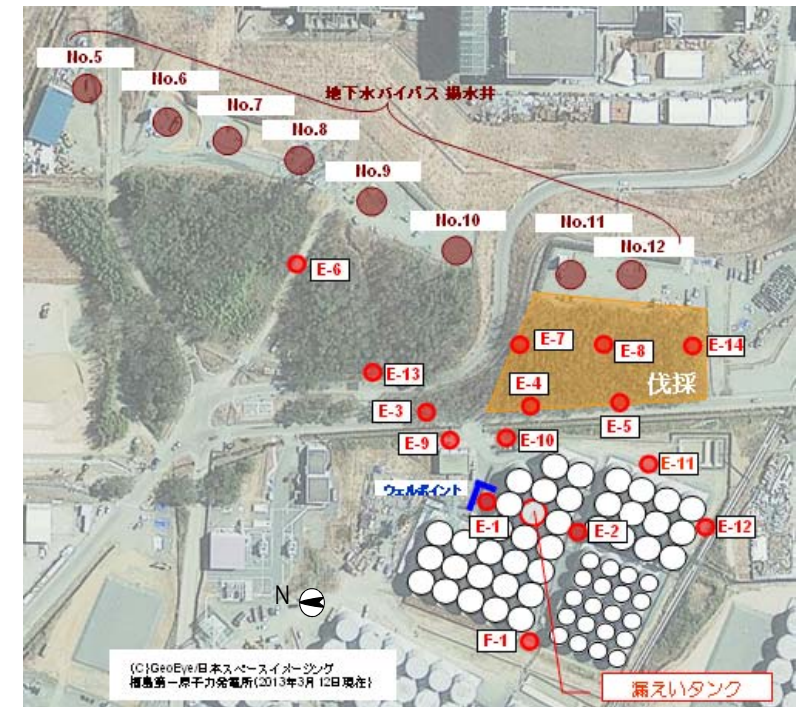 No.5
No.6
No.7
No.8
地下水バイパス 揚水井
No.9
No.10
No.11
No.12
E-6
E-7
E-8
E-14
E-13
伐採
E-4
E-3
E-5
E-9
E-10
E-11
ウェルポイント
E-1
E-2
E-12
N
F-1
(C)GeoEye/日本スペースイメージング
福島第一原子力発電所(2013年3月12日現在)
漏えいタンク